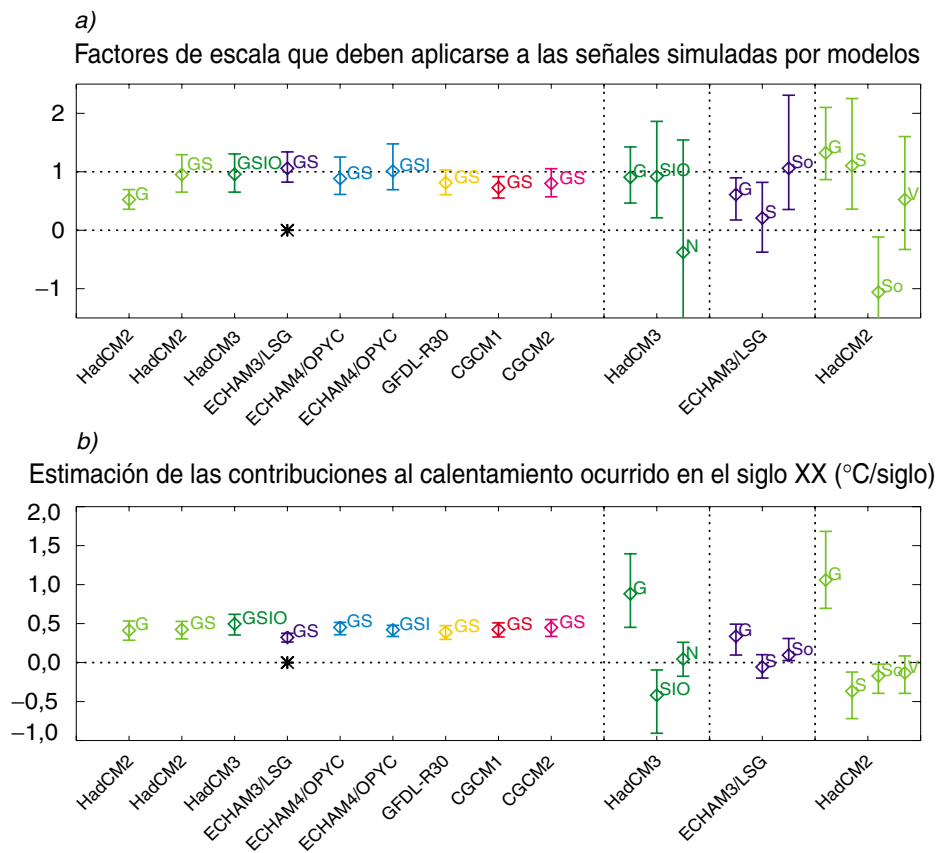 a)
Factores de escala que deben aplicarse a las señales simuladas por modelos
2
1
0
−1
G
GS
GSIO
GS
GS
GSI
GS
GS
GS
G
SIO
N
G
S
So
G
S
So
V
HadCM2
HadCM2
HadCM3
ECHAM3/LSG
ECHAM4/OPYC
ECHAM4/OPYC
GFDL-R30
CGCM1
CGCM2
HadCM3
ECHAM3/LSG
HadCM2
b)
Estimación de las contribuciones al calentamiento ocurrido en el siglo XX (°C/siglo)
2,0
1,5
1,0
0,5
0,0
−0,5
−1,0
G
GS
GSIO
GS
GS
GSI
GS
GS
GS
G
SIO
N
G
S
So
G
S
So
V
HadCM2
HadCM2
HadCM3
ECHAM3/LSG
ECHAM4/OPYC
ECHAM4/OPYC
GFDL-R30
CGCM1
CGCM2
HadCM3
ECHAM3/LSG
HadCM2